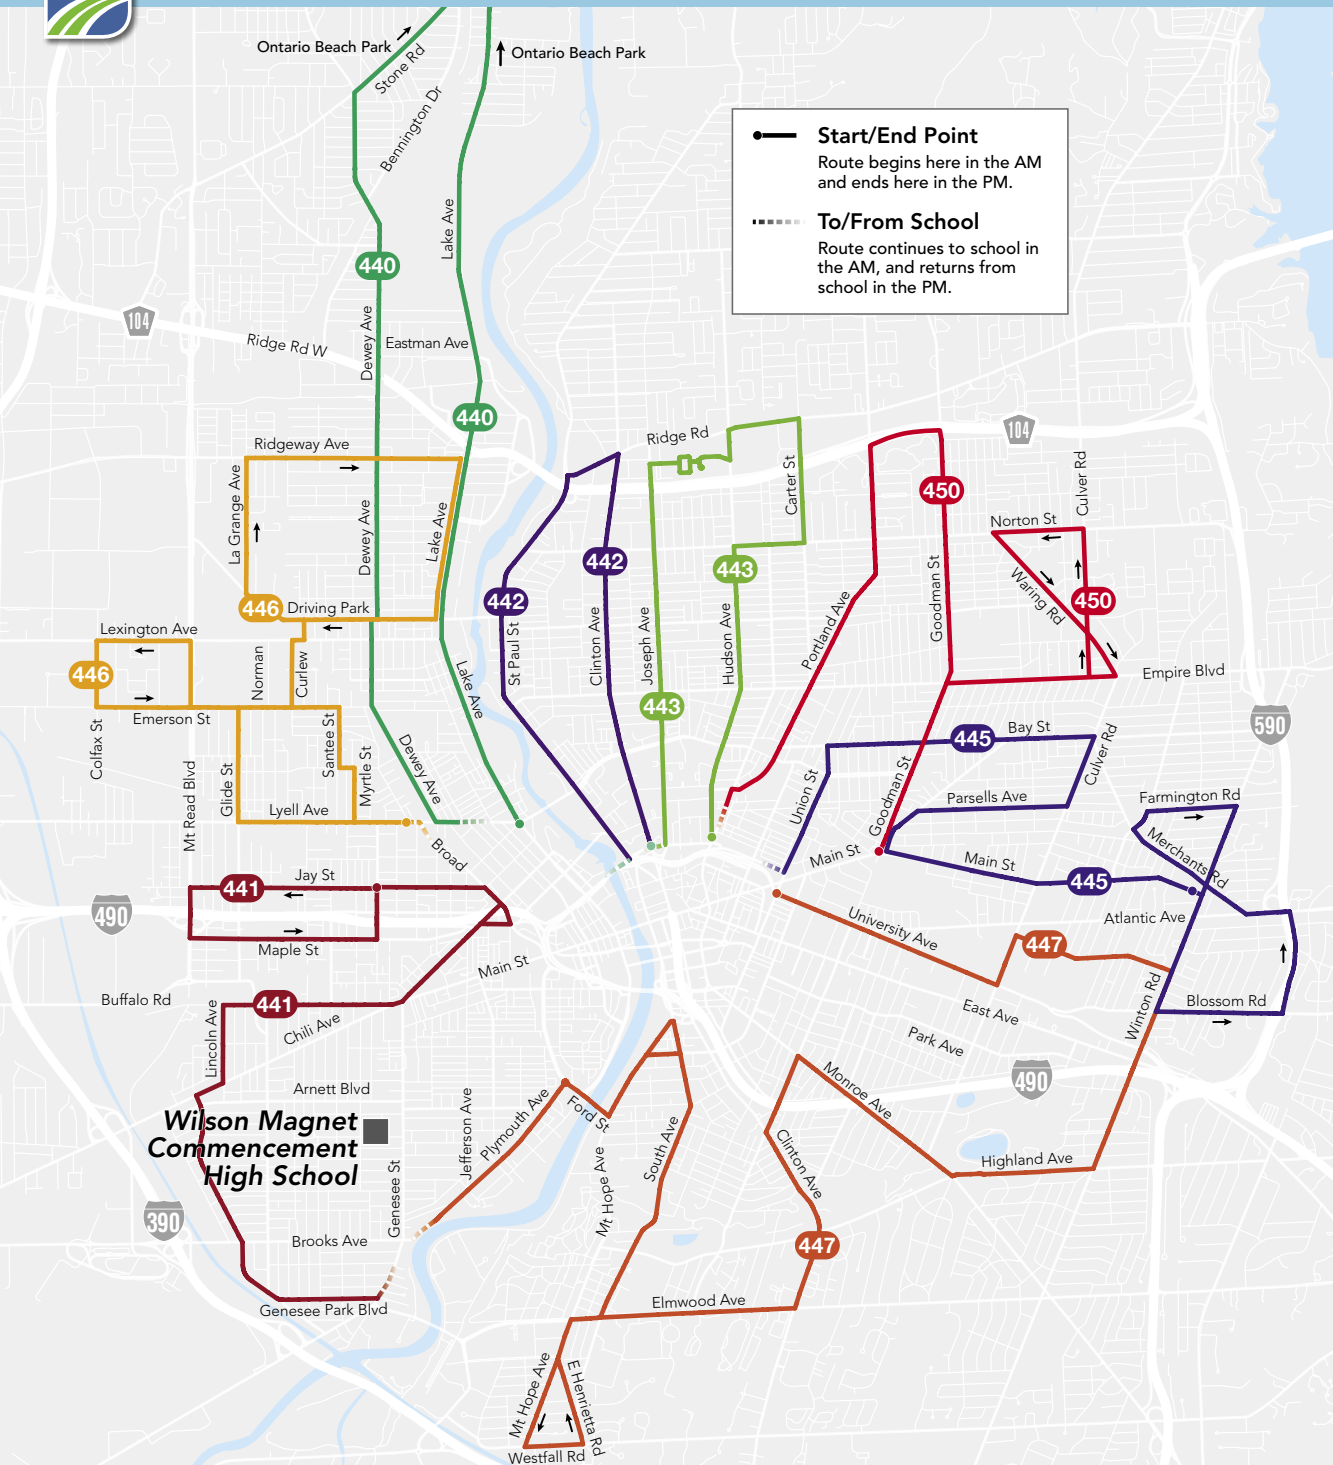 Ontario Beach Park
Ontario Beach Park
Stone Rd
Bennington Dr
Start/End Point
Route begins here in the AM
and ends here in the PM.
To/From School
Route continues to school in
the AM, and returns from
school in the PM.
Lake Ave
440
104
Ridge Rd W
Dewey Ave
Eastman Ave
440
104
Ridgeway Ave
Ridge Rd
La Grange Ave
Dewey Ave
Lake Ave
Carter St
450
Culver Rd
Norton St
442
443
442
446
Driving Park
Waring Rd
450
Lexington Ave
446
Norman
Curlew
St Paul St
Clinton Ave
Joseph Ave
Hudson Ave
Portland Ave
Goodman St
Empire Blvd
Emerson St
Lake Ave
443
590
Colfax St
Mt Read Blvd
Glide St
Santee St
Myrtle St
Dewey Ave
445
Bay St
Culver Rd
Union St
Goodman St
Parsells Ave
Farmington Rd
Lyell Ave
Broad
Main St
Main St
Merchants Rd
Jay St
441
445
490
Maple St
University Ave
Atlantic Ave
447
Main St
Buffalo Rd
441
Chili Ave
Lincoln Ave
East Ave
Winton Rd
Blossom Rd
Park Ave
490
Arnett Blvd
Wilson Magnet
Commencement
High School
Jefferson Ave
Plymouth Ave
Ford St
Monroe Ave
Genesee St
Mt Hope Ave
South Ave
Clinton Ave
Highland Ave
390
Brooks Ave
447
Genesee Park Blvd
Elmwood Ave
Mt Hope Ave
E Henrietta Rd
Westfall Rd